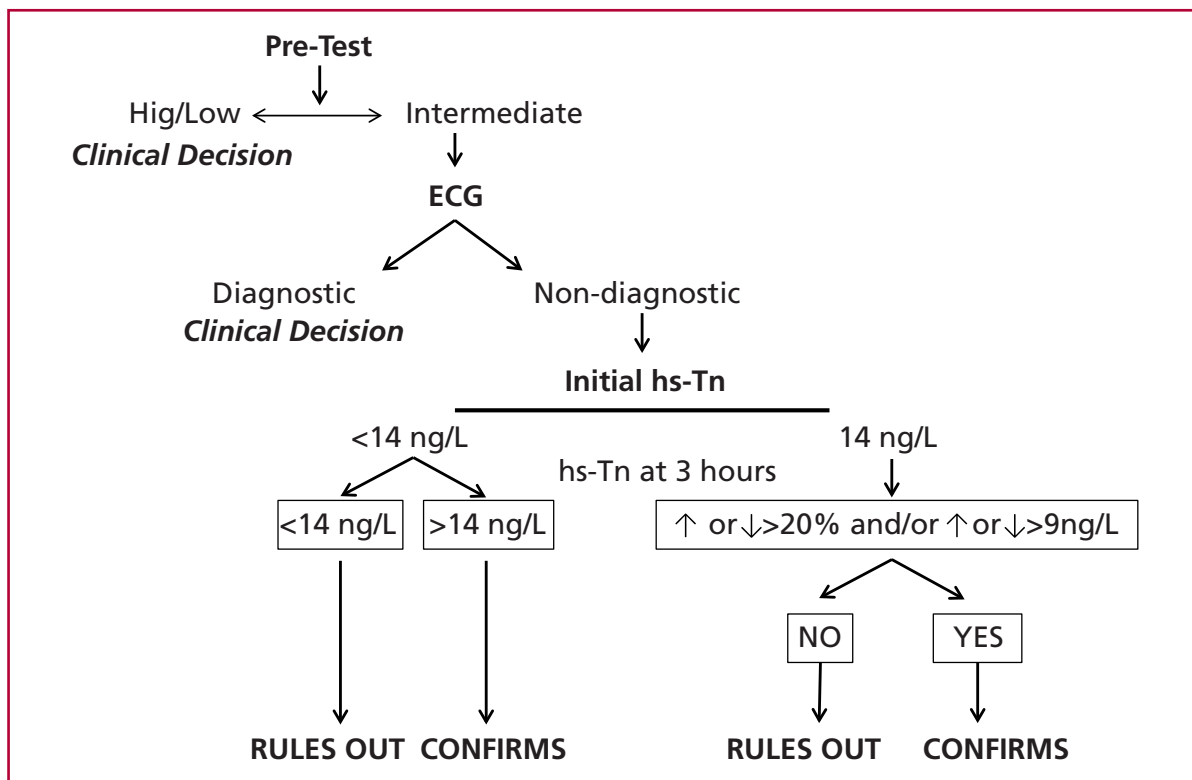 Pre-Test
Hig/Low Intermediate
Clinical Decision
ECG
Diagnostic Non-diagnostic
Clinical Decision
Initial hs-Tn
<14 ng/L 14 ng/L
hs-Tn at 3 hours
<14 ng/L >14 ng/L ↑ or ↓>20% and/or ↑ or ↓>9ng/L
NO YES
RULES OUT CONFIRMS RULES OUT CONFIRMS